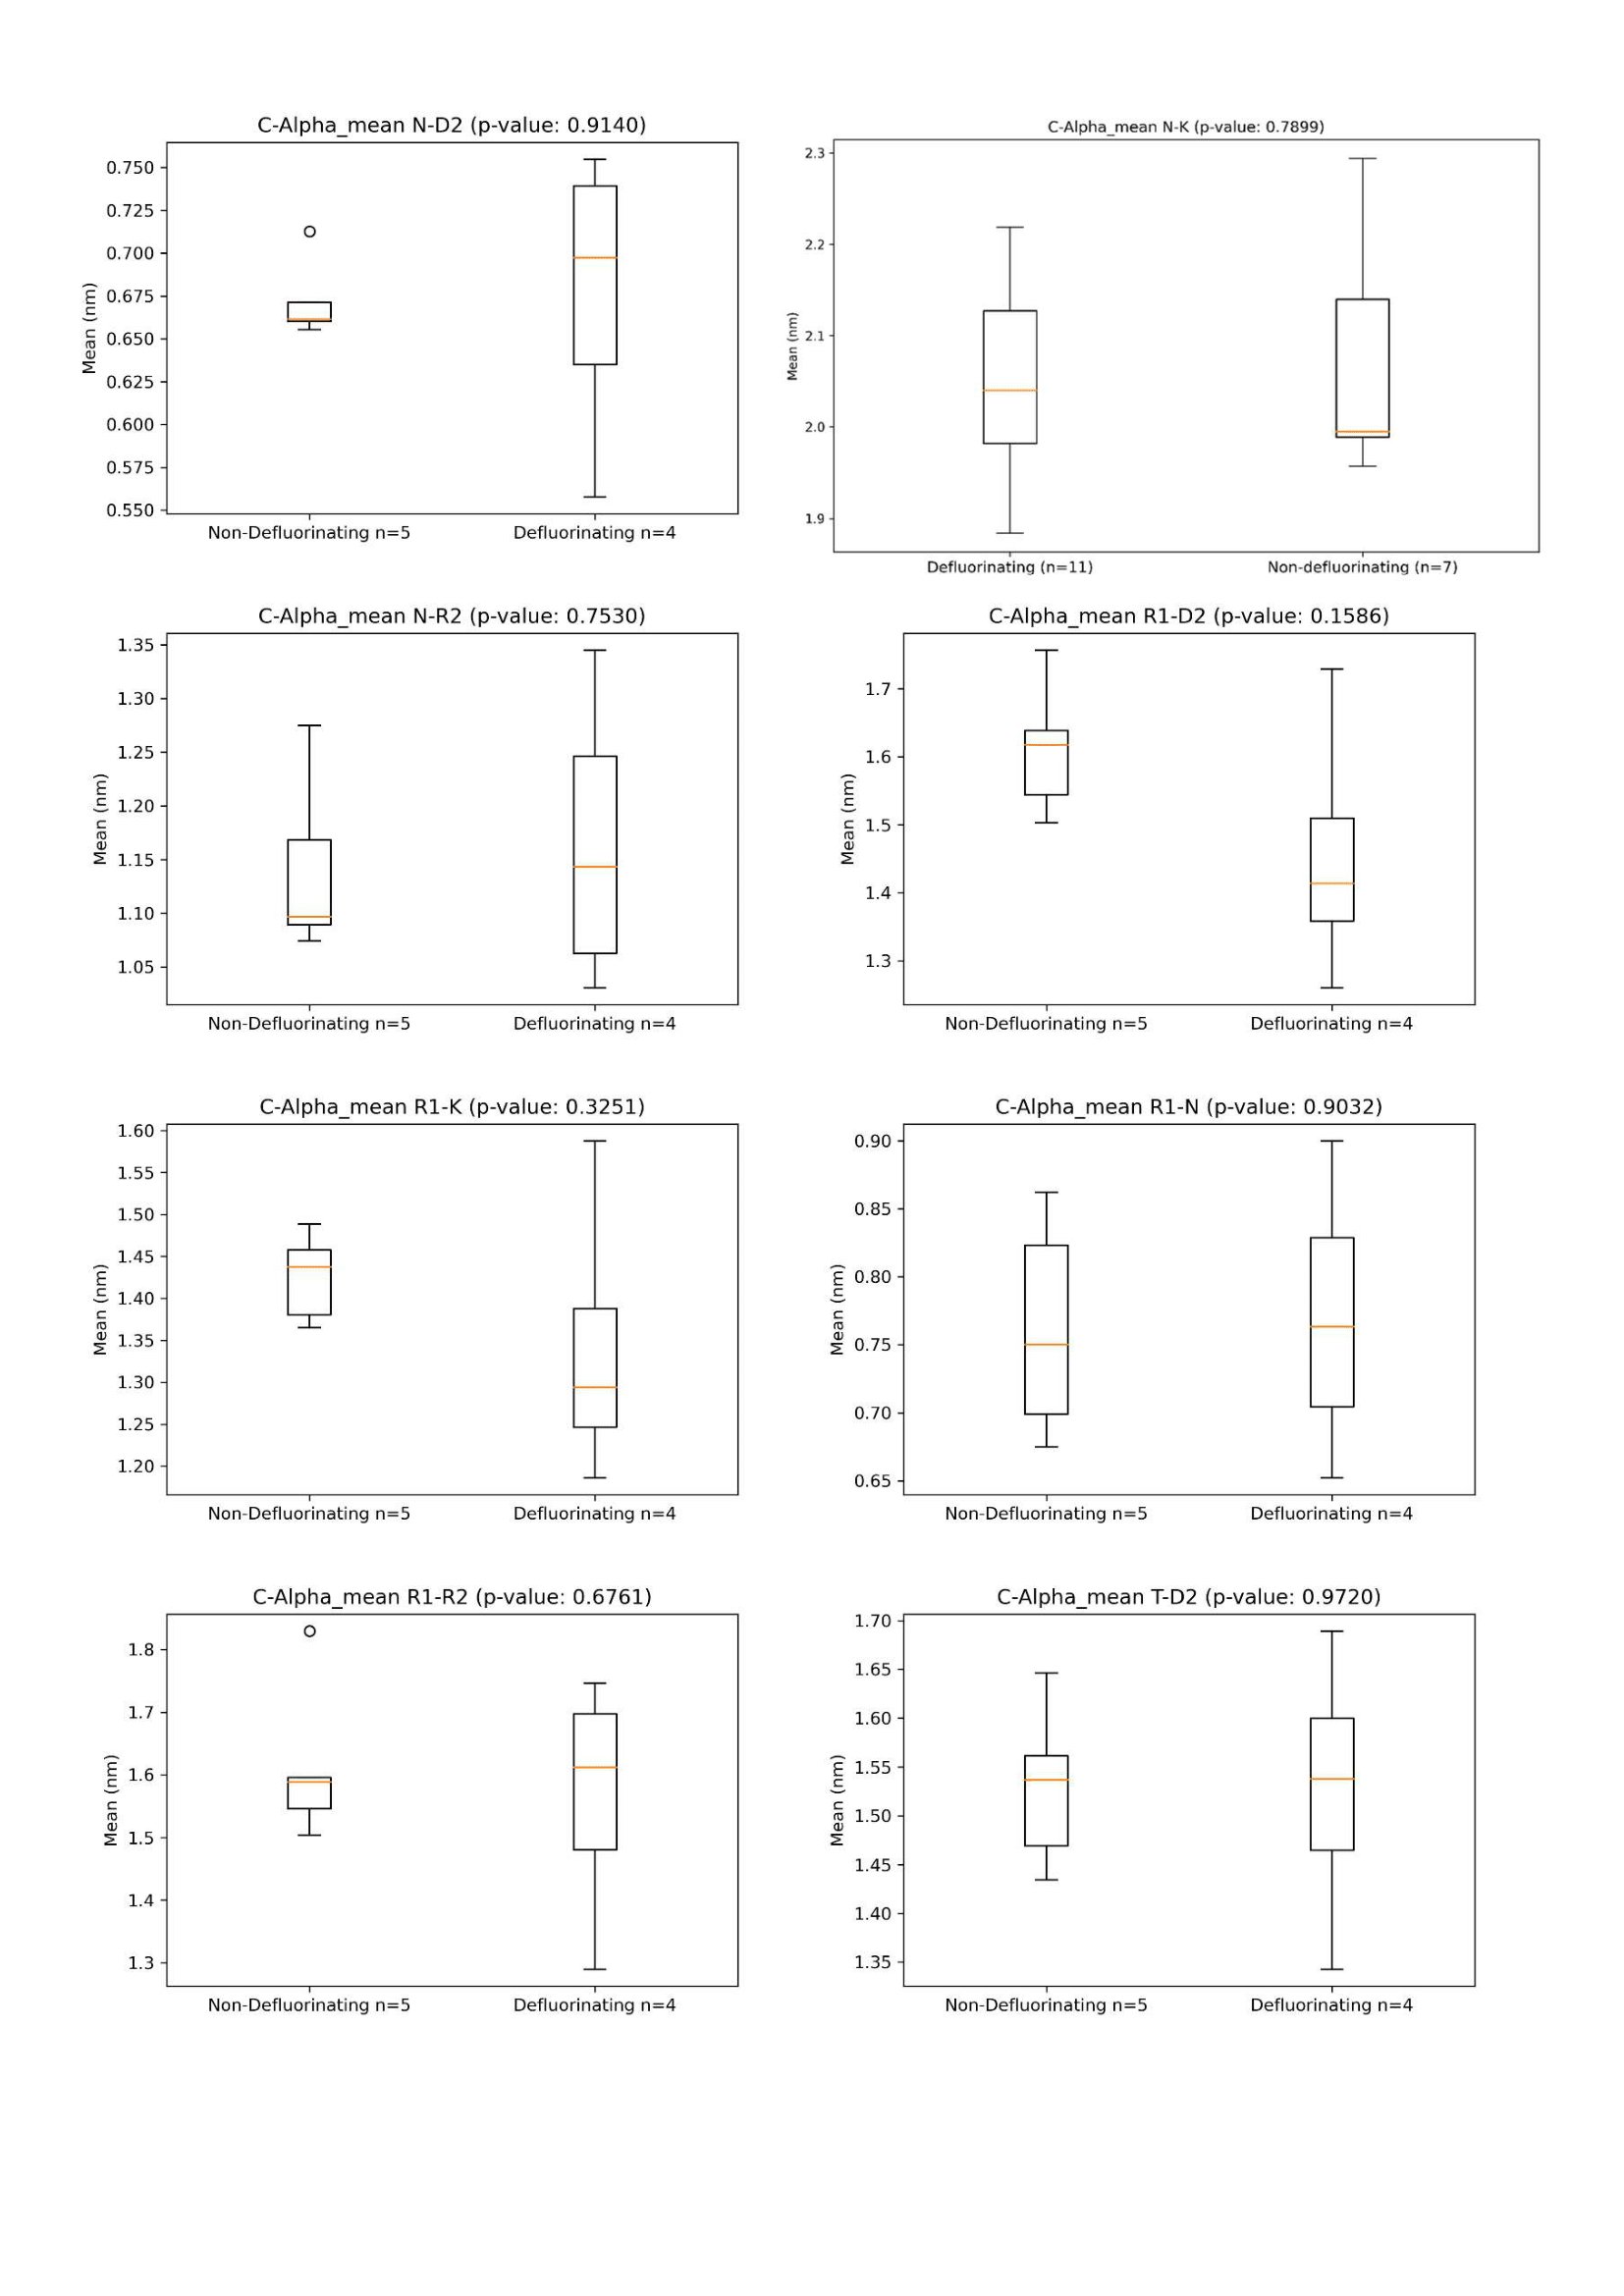 C-Alpha_mean N-D2 (p-value: 0.9140)
0.750
0.725
0.700
0.675
0.650
0.625
0.600
0.575
0.550
Mean (nm)
Non-Defluorinating n=5
Defluorinating n=4
C-Alpha_mean N-K (p-value: 0.7899)
2.3
2.2
2.1
2.0
1.9
Mean (nm)
Defluorinating (n=11)
Non-defluorinating (n=7)
C-Alpha_mean N-R2 (p-value: 0.7530)
1.35
1.30
1.25
1.20
1.15
1.10
1.05
Mean (nm)
Non-Defluorinating n=5
Defluorinating n=4
C-Alpha_mean R1-D2 (p-value: 0.1586)
1.7
1.6
1.5
1.4
1.3
Mean (nm)
Non-Defluorinating n=5
Defluorinating n=4
C-Alpha_mean R1-K (p-value: 0.3251)
1.60
1.55
1.50
1.45
1.40
1.35
1.30
1.25
1.20
Mean (nm)
Non-Defluorinating n=5
Defluorinating n=4
C-Alpha_mean R1-N (p-value: 0.9032)
0.90
0.85
0.80
0.75
0.70
0.65
Mean (nm)
Non-Defluorinating n=5
Defluorinating n=4
C-Alpha_mean R1-R2 (p-value: 0.6761)
1.8
1.7
1.6
1.5
1.4
1.3
Mean (nm)
Non-Defluorinating n=5
Defluorinating n=4
C-Alpha_mean T-D2 (p-value: 0.9720)
1.70
1.65
1.60
1.55
1.50
1.45
1.40
1.35
Mean (nm)
Non-Defluorinating n=5
Defluorinating n=4